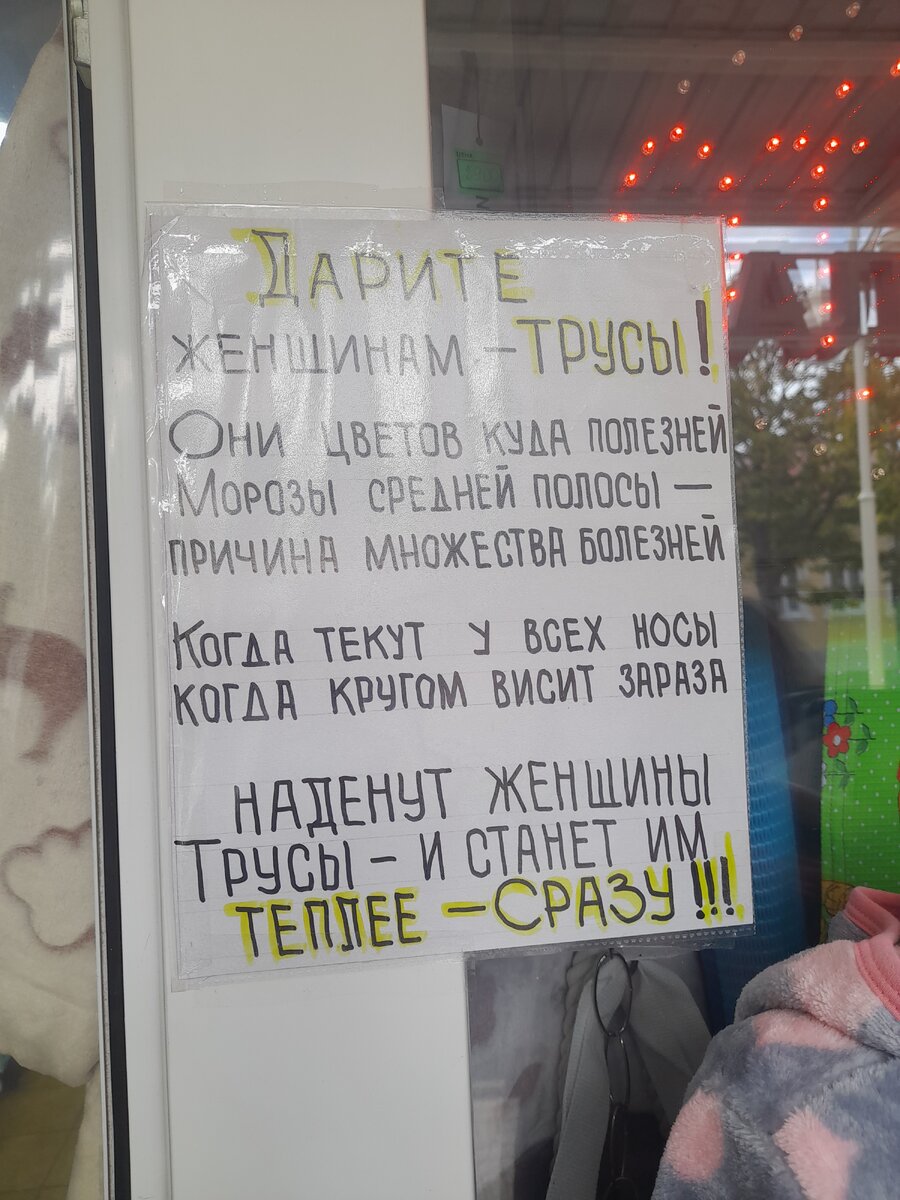 Дарите
женщинам – трусы!
Они цветов куда полезней
Морозы средней полосы —
причина множества болезней
Когда текут у всех носы
когда кругом висит зараза
наденут женщины
Трусы – и станет им
теплее – Сразу!!!